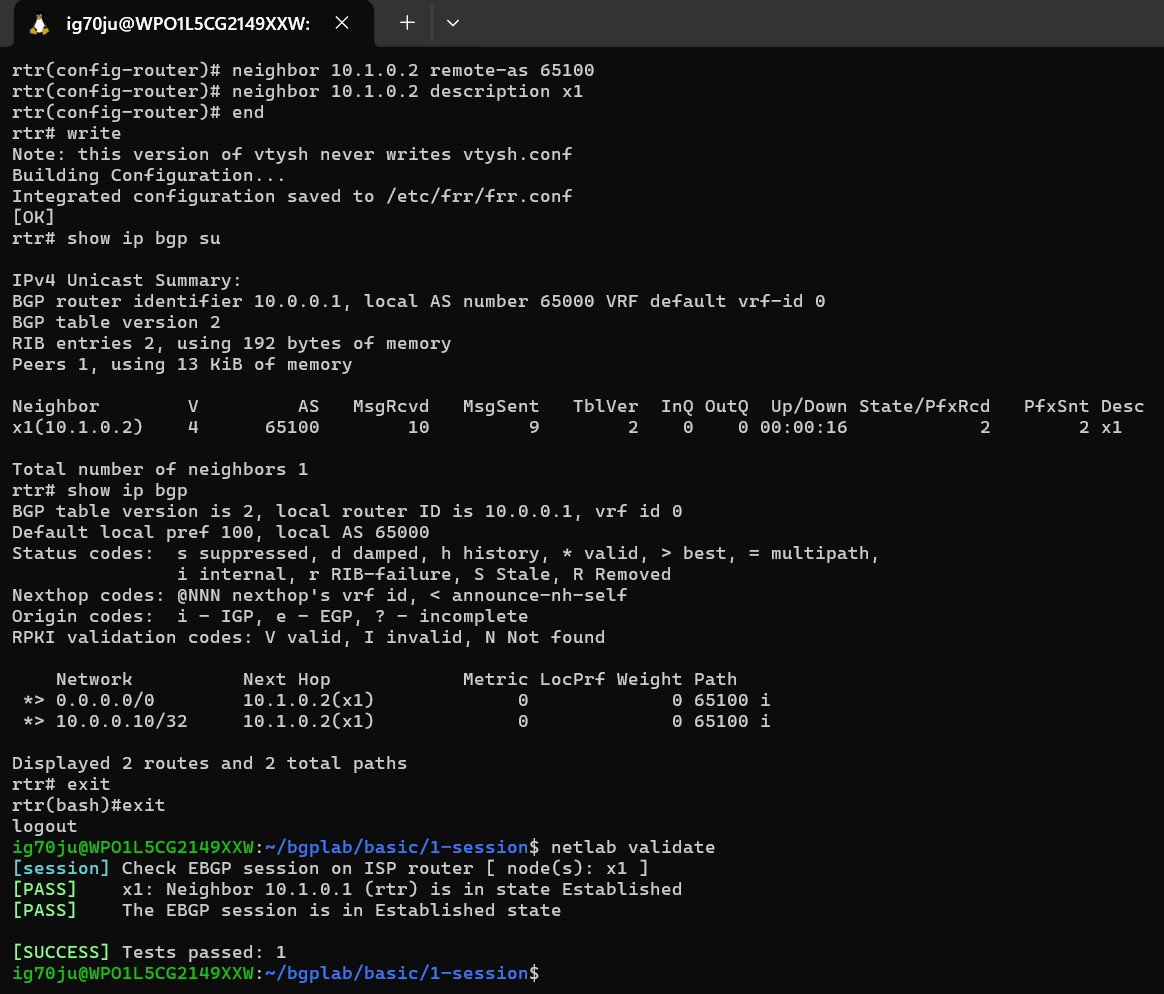 ig70ju@WPO1L5CG2149XXW:
rtr(config-router)# neighbor 10.1.0.2 remote-as 65100
rtr(config-router)# neighbor 10.1.0.2 description x1
rtr(config-router)# end
rtr# write
Note: this version of vtysh never writes vtysh.conf
Building Configuration...
Integrated configuration saved to /etc/frr/frr.conf
[OK]
rtr# show ip bgp su
IPv4 Unicast Summary:
BGP router identifier 10.0.0.1, local AS number 65000 VRF default vrf-id 0
BGP table version 2
RIB entries 2, using 192 bytes of memory
Peers 1, using 13 KiB of memory
Neighbor        V         AS   MsgRcvd   MsgSent   TblVer  InQ OutQ  Up/Down State/PfxRcd   PfxSnt Desc
x1(10.1.0.2)    4      65100        10         9        2    0    0 00:00:16            2        2 x1
Total number of neighbors 1
rtr# show ip bgp
BGP table version is 2, local router ID is 10.0.0.1, vrf id 0
Default local pref 100, local AS 65000
Status codes:  s suppressed, d damped, h history, * valid, > best, = multipath,
               i internal, r RIB-failure, S Stale, R Removed
Nexthop codes: @NNN nexthop's vrf id, < announce-nh-self
Origin codes:  i - IGP, e - EGP, ? - incomplete
RPKI validation codes: V valid, I invalid, N Not found
    Network          Next Hop            Metric LocPrf Weight Path
 *> 0.0.0.0/0        10.1.0.2(x1)             0             0 65100 i
 *> 10.0.0.10/32     10.1.0.2(x1)             0             0 65100 i
Displayed 2 routes and 2 total paths
rtr# exit
rtr(bash)#exit
logout
ig70ju@WPO1L5CG2149XXW:~/bgplab/basic/1-session$ netlab validate
[session] Check EBGP session on ISP router [ node(s): x1 ]
[PASS]    x1: Neighbor 10.1.0.1 (rtr) is in state Established
[PASS]    The EBGP session is in Established state
[SUCCESS] Tests passed: 1
ig70ju@WPO1L5CG2149XXW:~/bgplab/basic/1-session$